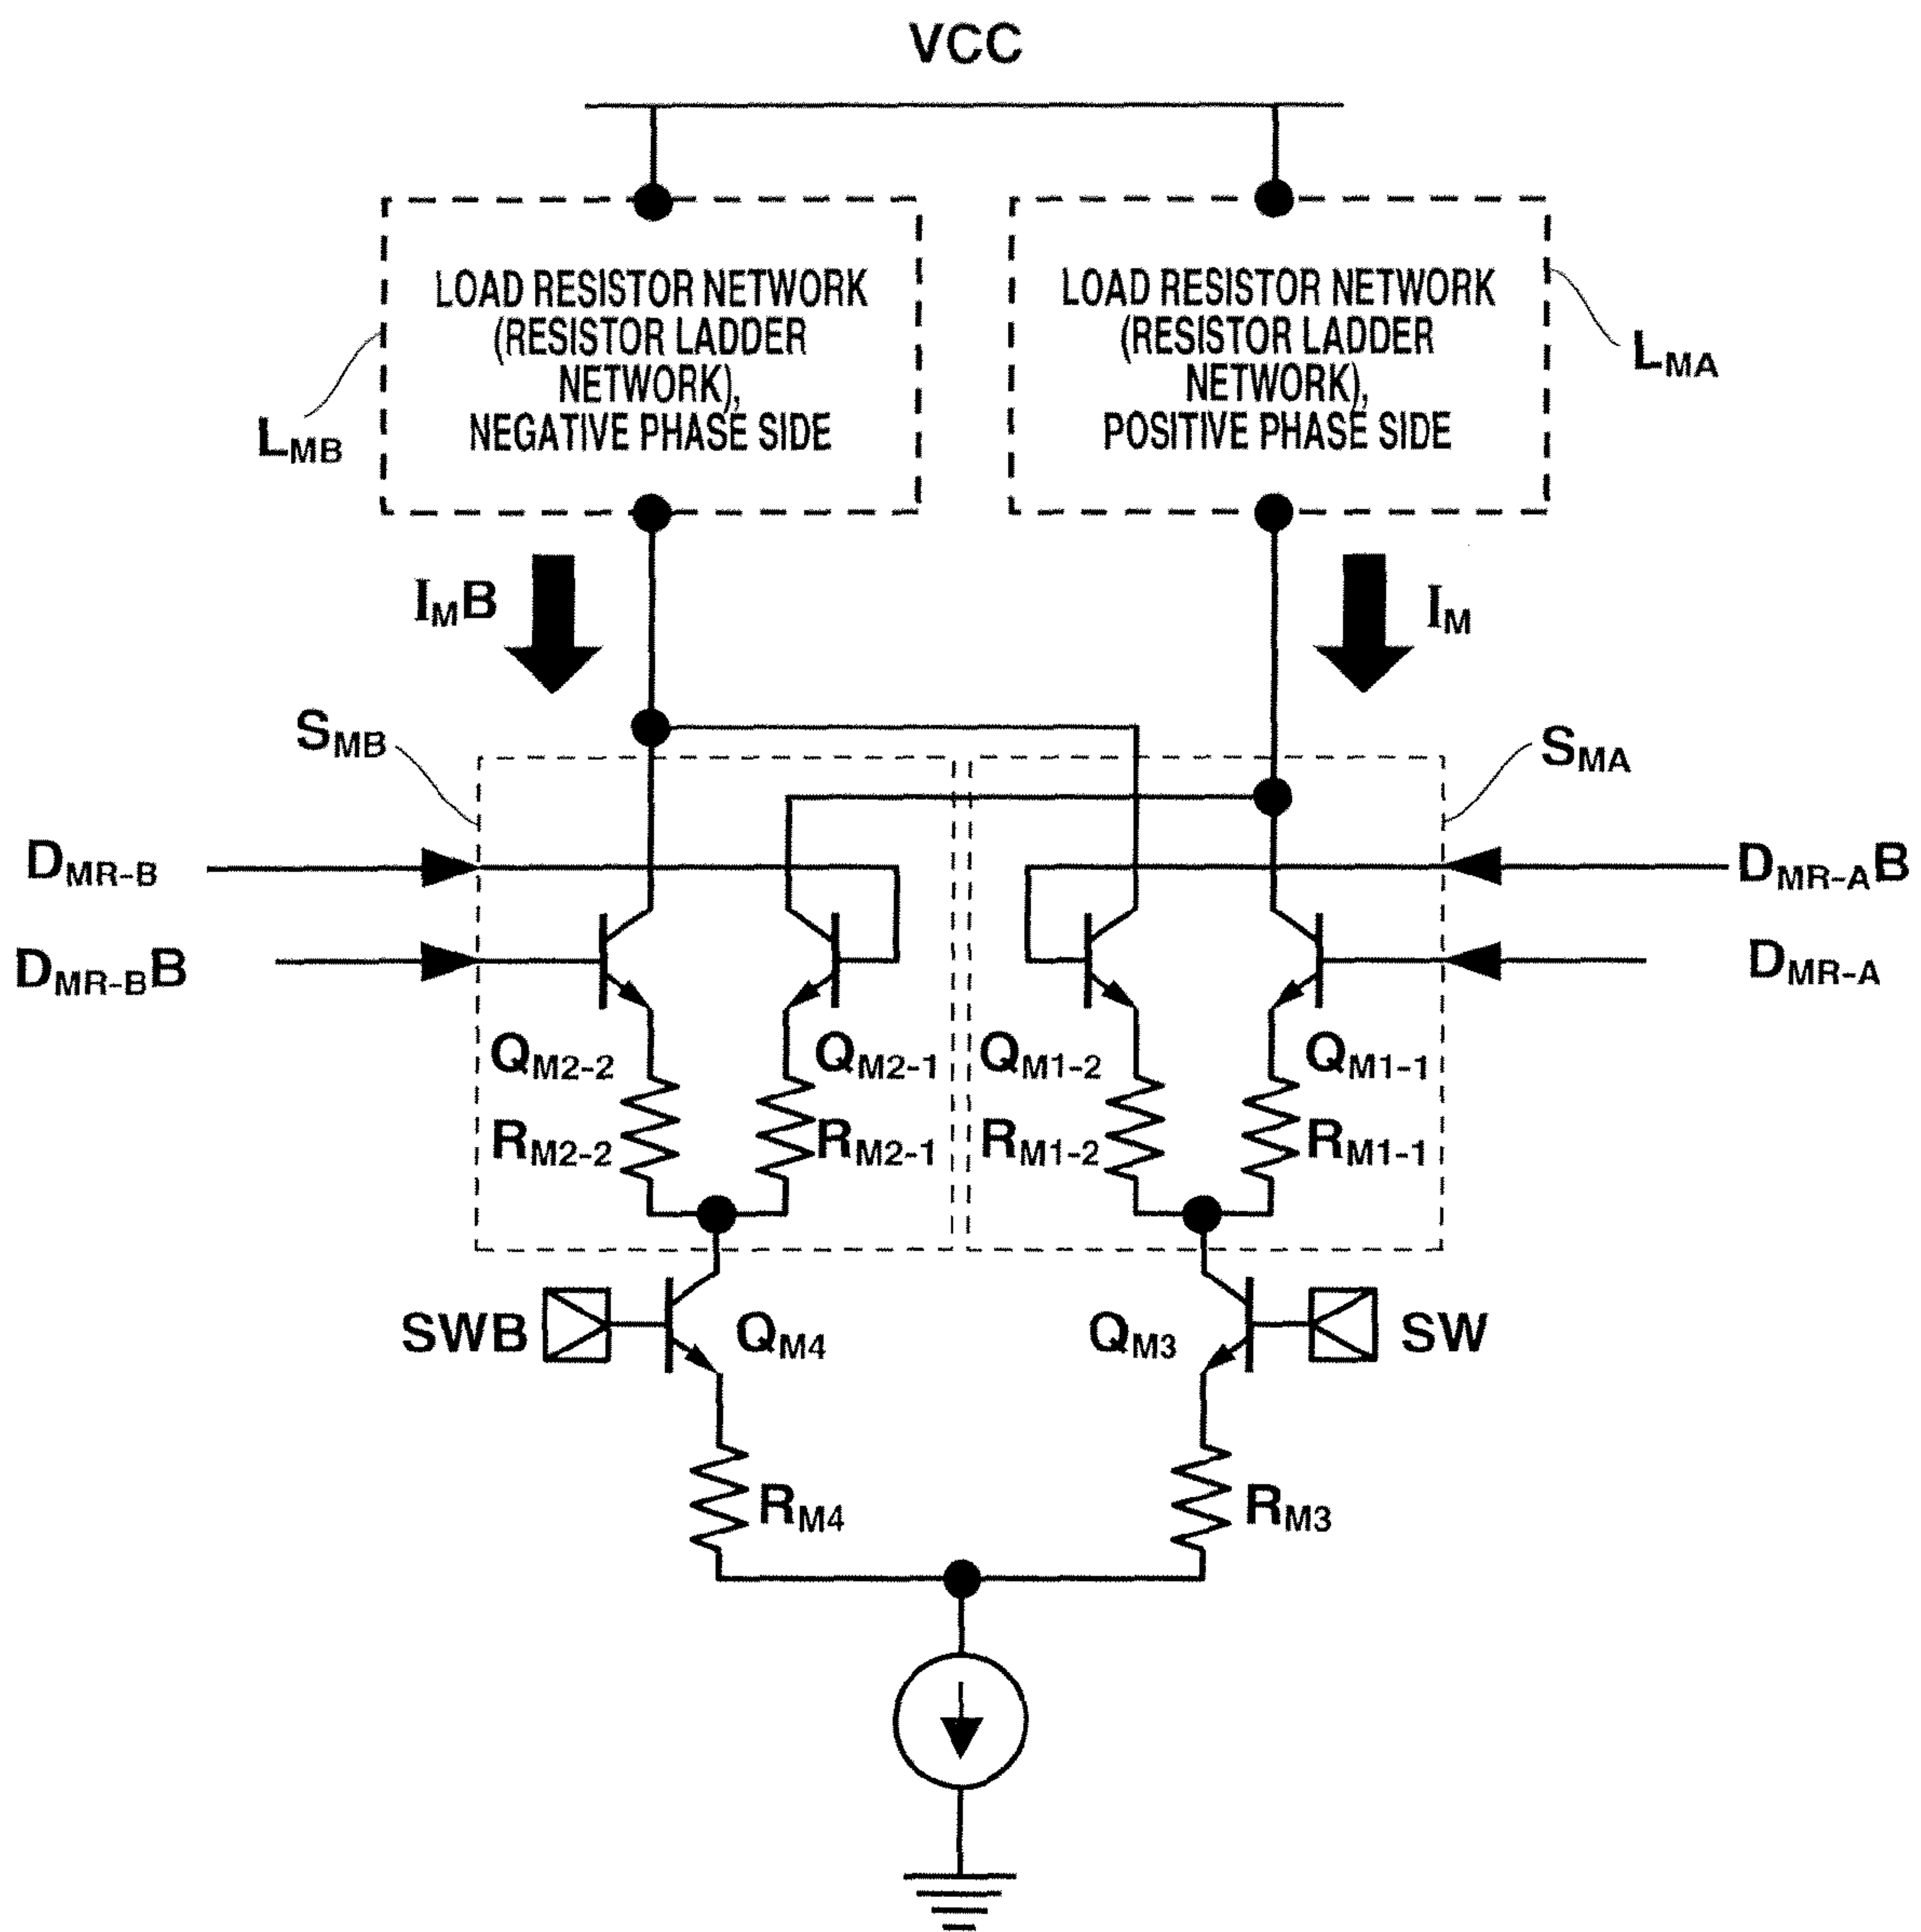 VCC
LOAD RESISTOR NETWORK
(RESISTOR LADDER
NETWORK),
NEGATIVE PHASE SIDE
LOAD RESISTOR NETWORK
(RESISTOR LADDER
NETWORK),
POSITIVE PHASE SIDE
LMB
LMA
IMB
IM
SMB
SMA
DMR-B
DMR-AB
DMR-BB
DMR-A
QM2-2
QM2-1
QM1-2
QM1-1
RM2-2
RM2-1
RM1-2
RM1-1
SWB
QM4
QM3
SW
RM4
RM3